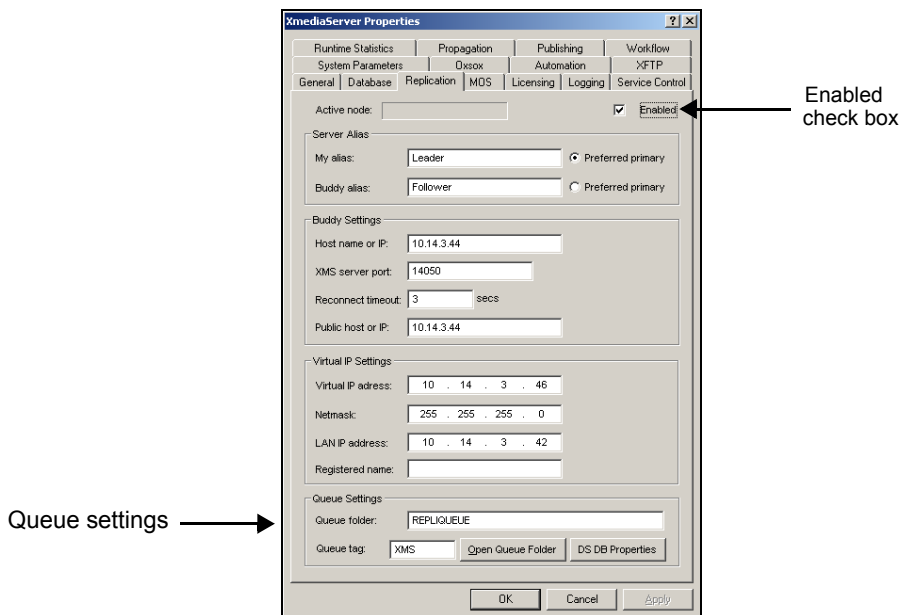 XmediaServer Properties
Runtime Statistics Propagation Publishing Workflow
System Parameters Oxsox Automation XFTP
General Database Replication MOS Licensing Logging Service Control
Active node: Enabled
Enabled
check box
Server Alias
My alias: Leader Preferred primary
Buddy alias: Follower Preferred primary
Buddy Settings
Host name or IP: 10.14.3.44
XMS server port: 14050
Reconnect timeout: 3 secs
Public host or IP: 10.14.3.44
Virtual IP Settings
Virtual IP adress: 10 . 14 . 3 . 46
Netmask: 255 . 255 . 255 . 0
LAN IP address: 10 . 14 . 3 . 42
Registered name:
Queue settings
Queue Settings
Queue folder: REPLIQUEUE
Queue tag: XMS Open Queue Folder DS DB Properties
OK Cancel Apply